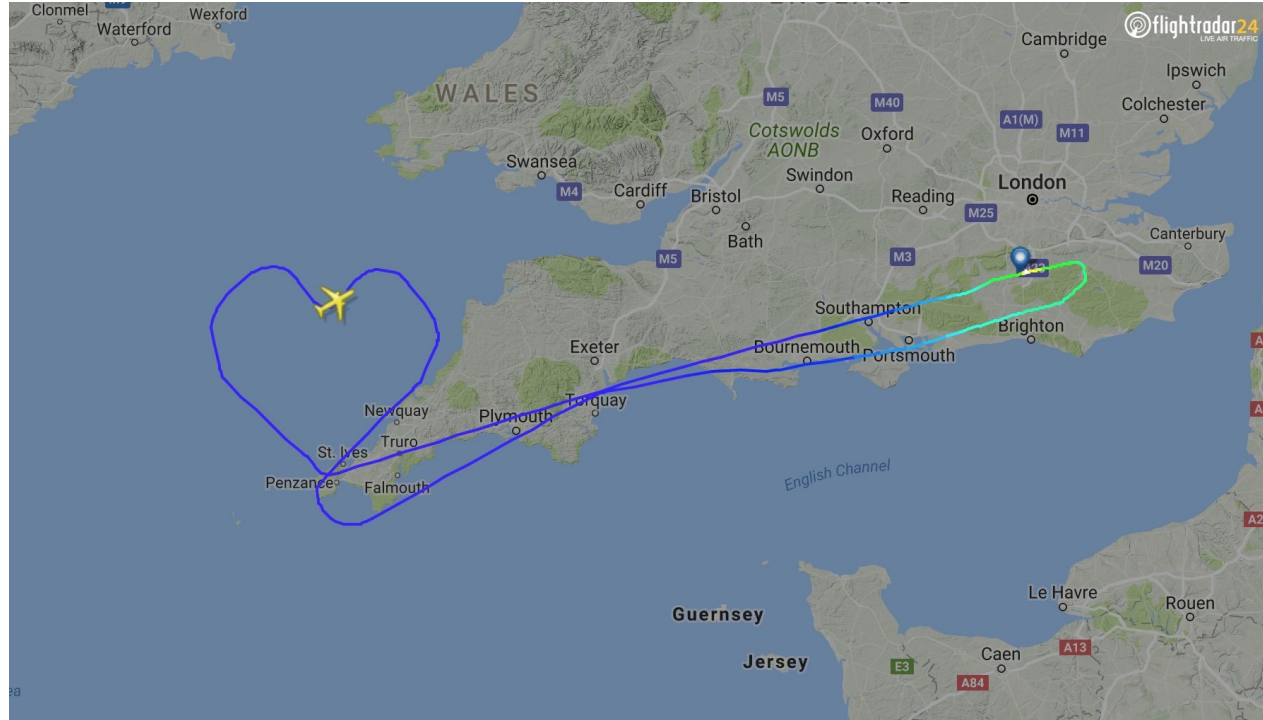 Clonmel
Wexford
Waterford
flightradar24
LIVE AIR TRAFFIC
Cambridge
Ipswich
WALES
M5
M40
Colchester
A1(M)
M11
Cotswolds
AONB
Oxford
Swansea
Swindon
London
M4
Cardiff
Bristol
Reading
M25
Bath
Canterbury
M5
M3
M20
Southampton
Brighton
Exeter
Bournemouth
Portsmouth
Torquay
Newquay
Plymouth
Truro
St. Ives
English Channel
Penzance
Falmouth
Le Havre
Rouen
Guernsey
Caen
A13
Jersey
E3
A84